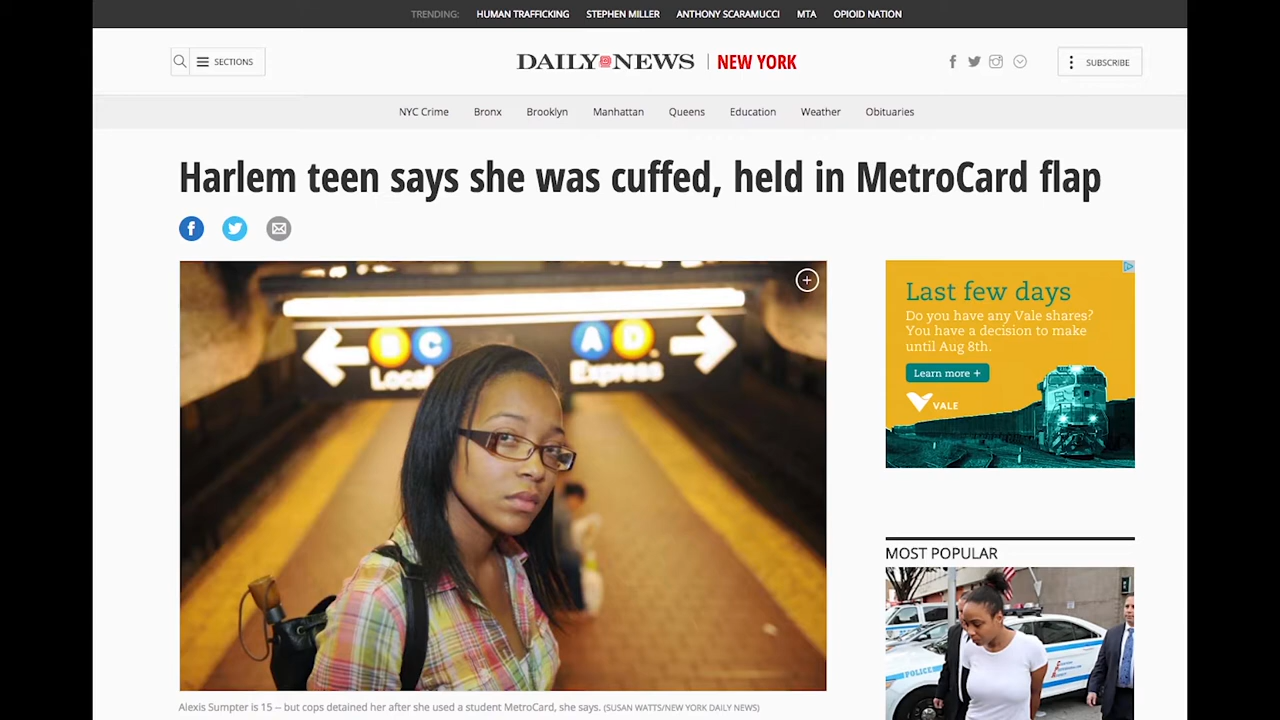 TRENDING: HUMAN TRAFFICKING STEPHEN MILLER ANTHONY SCARAMUCCI MTA OPIOID NATION
SECTIONS
DAILY NEWS | NEW YORK
SUBSCRIBE
NYC Crime Bronx Brooklyn Manhattan Queens Education Weather Obituaries
Harlem teen says she was cuffed, held in MetroCard flap
B C
Local
A D
Express
Last few days
Do you have any Vale shares?
You have a decision to make
until Aug 8th.
Learn more +
VALE
MOST POPULAR
POLICE
Alexis Sumpter is 15 -- but cops detained her after she used a student MetroCard, she says. (SUSAN WATTS/NEW YORK DAILY NEWS)